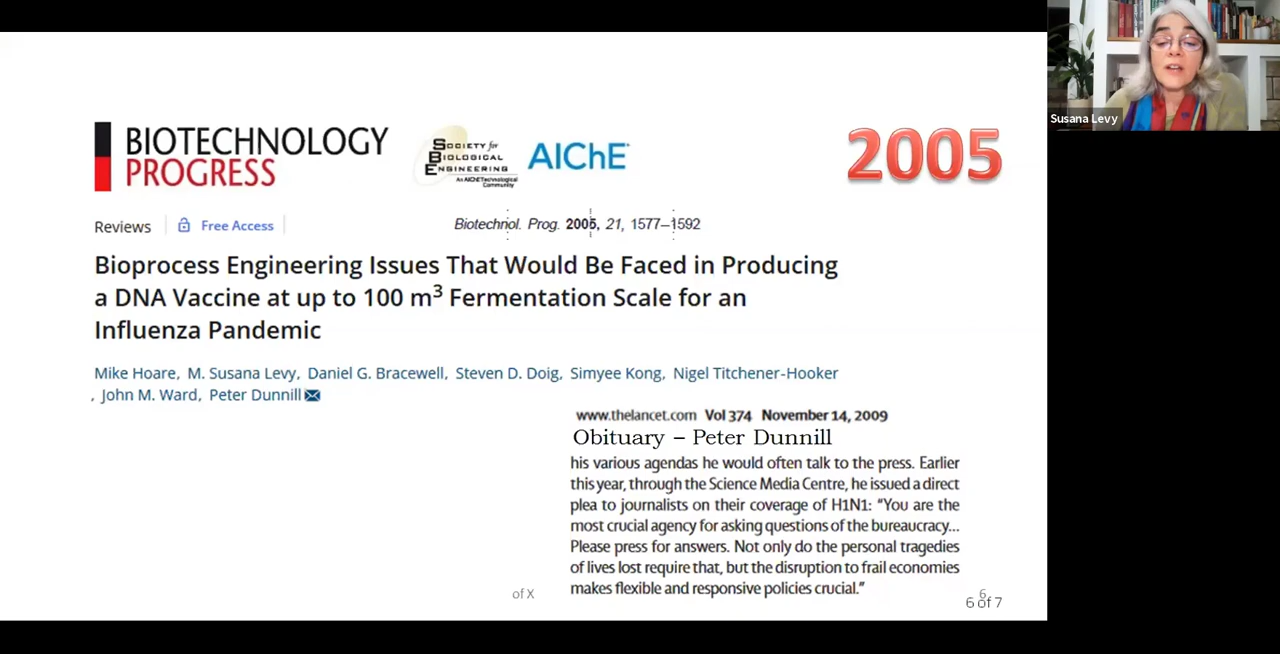 BIOTECHNOLOGY
PROGRESS
SOCIETY for
BIOLOGICAL
ENGINEERING
An AIChE Technological
Community
AIChE
2005
Susana Levy
Reviews Free Access
Biotechnol. Prog. 2005, 21, 1577–1592
Bioprocess Engineering Issues That Would Be Faced in Producing
a DNA Vaccine at up to 100 m³ Fermentation Scale for an
Influenza Pandemic
Mike Hoare, M. Susana Levy, Daniel G. Bracewell, Steven D. Doig, Simyee Kong, Nigel Titchener-Hooker
, John M. Ward, Peter Dunnill
www.thelancet.com Vol 374 November 14, 2009
Obituary – Peter Dunnill
his various agendas he would often talk to the press. Earlier
this year, through the Science Media Centre, he issued a direct
plea to journalists on their coverage of H1N1: “You are the
most crucial agency for asking questions of the bureaucracy...
Please press for answers. Not only do the personal tragedies
of lives lost require that, but the disruption to frail economies
makes flexible and responsive policies crucial.”
of X
6
6 of 7